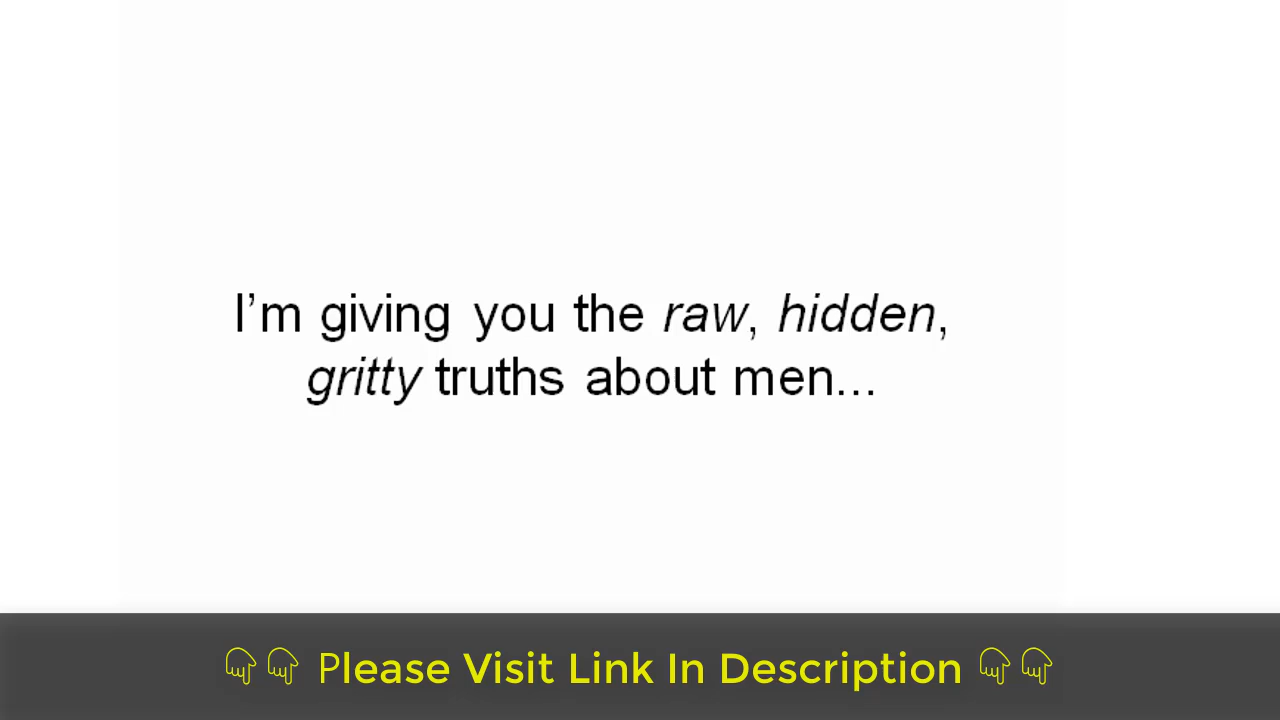 I’m giving you the raw, hidden,
gritty truths about men...
👇👇 Please Visit Link In Description 👇👇